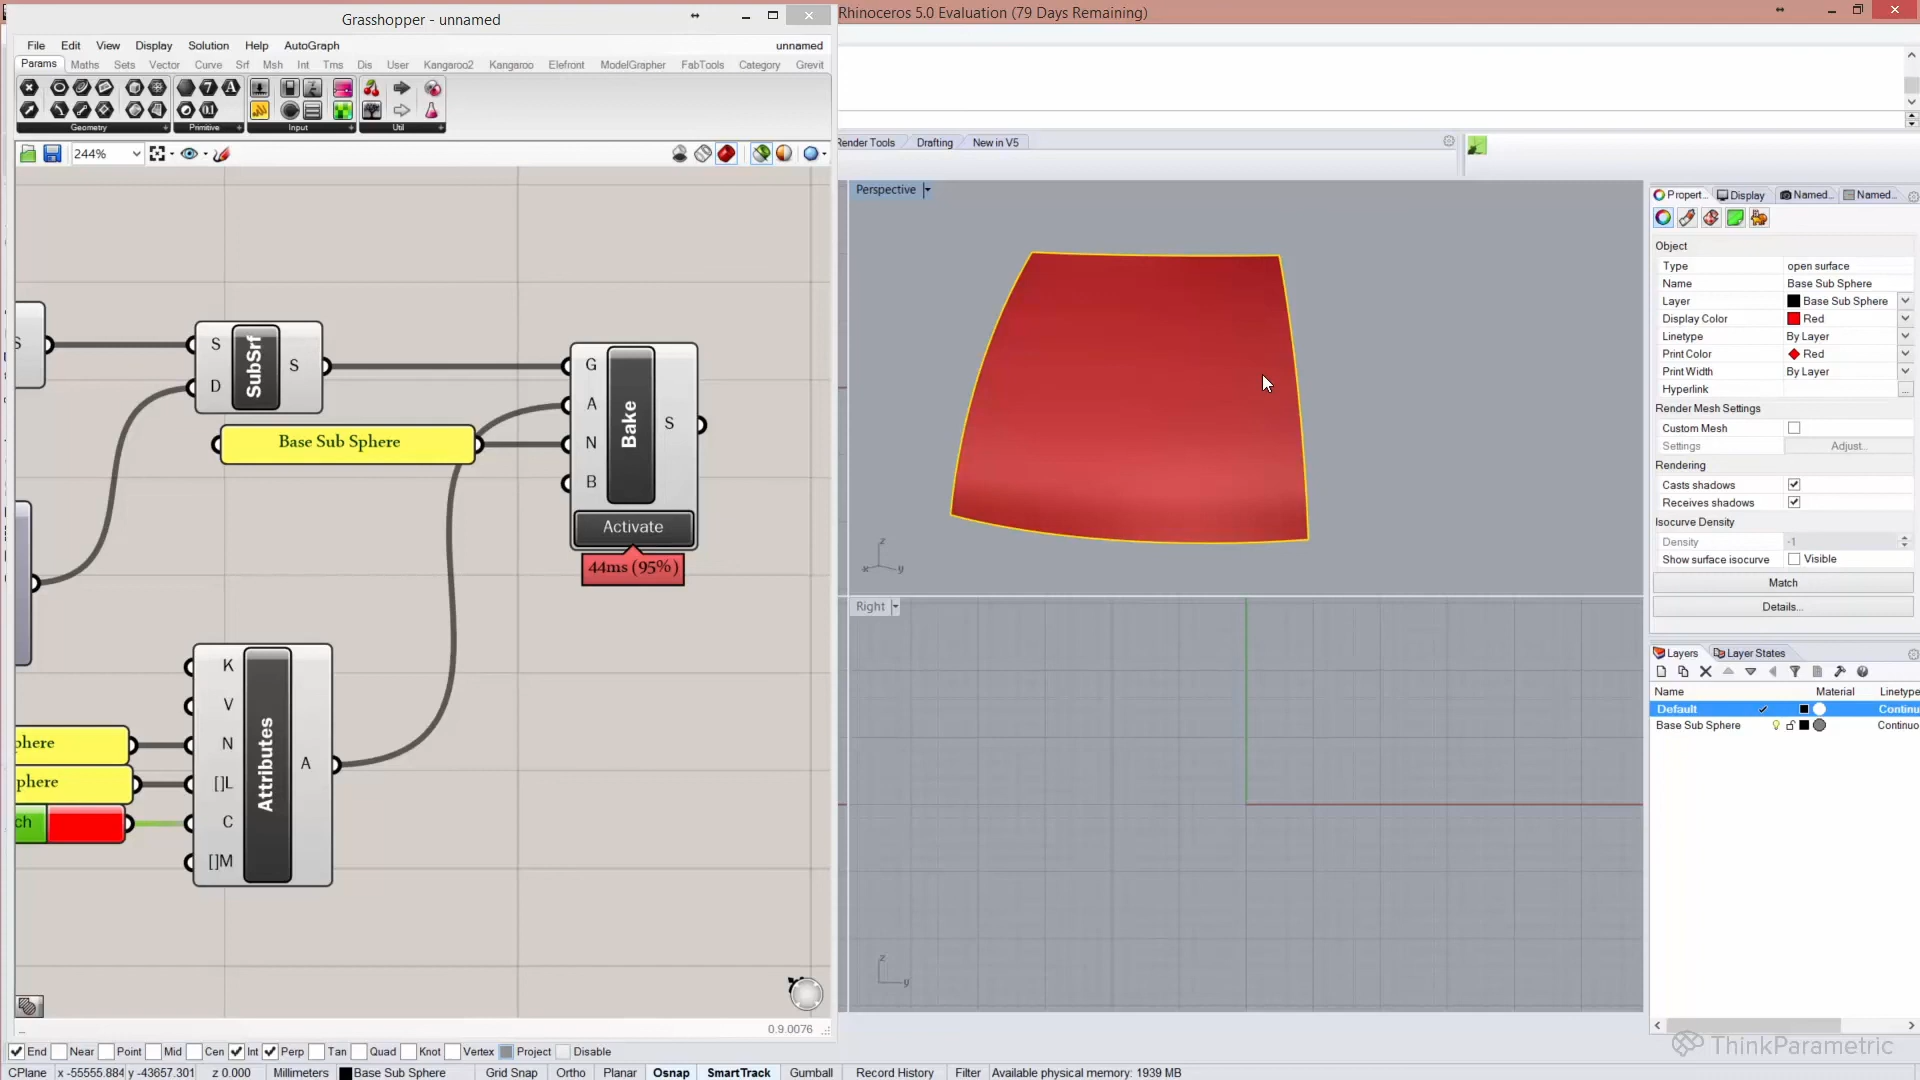 Grasshopper - unnamed
Rhinoceros 5.0 Evaluation (79 Days Remaining)
File Edit View Display Solution Help AutoGraph unnamed
Params Maths Sets Vector Curve Srf Msh Int Trns Dis User Kangaroo2 Kangaroo Elefront ModelGrapher FabTools Category Grevit
Geometry Primitive Input Util
244%
Render Tools Drafting New in V5
Perspective
S
S
D
SubSrf
S
Base Sub Sphere
G
A
N
B
Bake
S
Activate
44ms (95%)
K
V
N
[]L
C
[]M
Attributes
A
phere
phere
ch
0.9.0076
z
x y
Right
z
y
Propert... Display Named... Named...
Object
Type open surface
Name Base Sub Sphere
Layer Base Sub Sphere
Display Color Red
Linetype By Layer
Print Color Red
Print Width By Layer
Hyperlink ...
Render Mesh Settings
Custom Mesh
Settings Adjust...
Rendering
Casts shadows
Receives shadows
Isocurve Density
Density -1
Show surface isocurve Visible
Match
Details...
Layers Layer States
Name Material Linetype
Default Continu
Base Sub Sphere Continuo
ThinkParametric
End Near Point Mid Cen Int Perp Tan Quad Knot Vertex Project Disable
CPlane x -55555.884 y -43657.301 z 0.000 Millimeters Base Sub Sphere Grid Snap Ortho Planar Osnap SmartTrack Gumball Record History Filter Available physical memory: 1939 MB